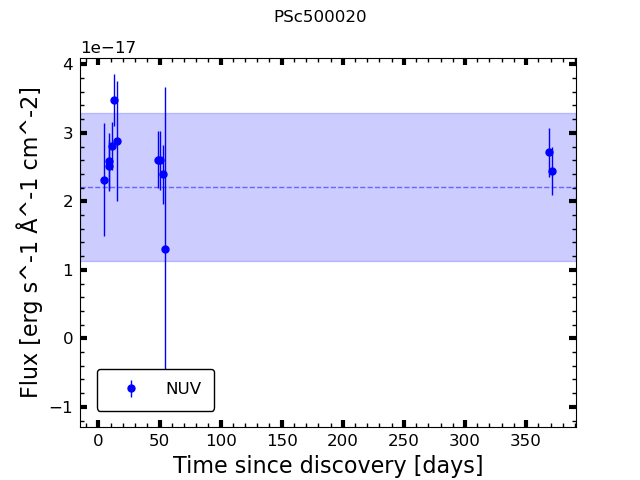 PSc500020
1e−17
4
3
2
1
0
−1
Flux [erg s^-1 Å^-1 cm^-2]
NUV
0 50 100 150 200 250 300 350
Time since discovery [days]